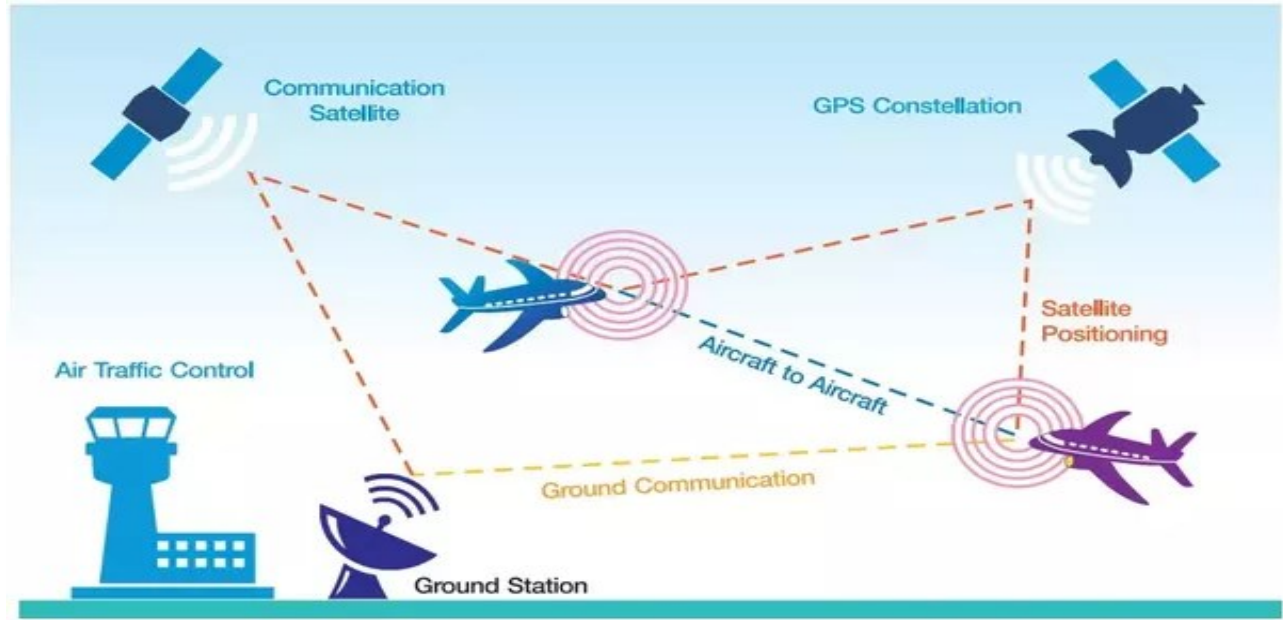 Communication
Satellite
GPS Constellation
Satellite
Positioning
Aircraft to Aircraft
Air Traffic Control
Ground Communication
Ground Station